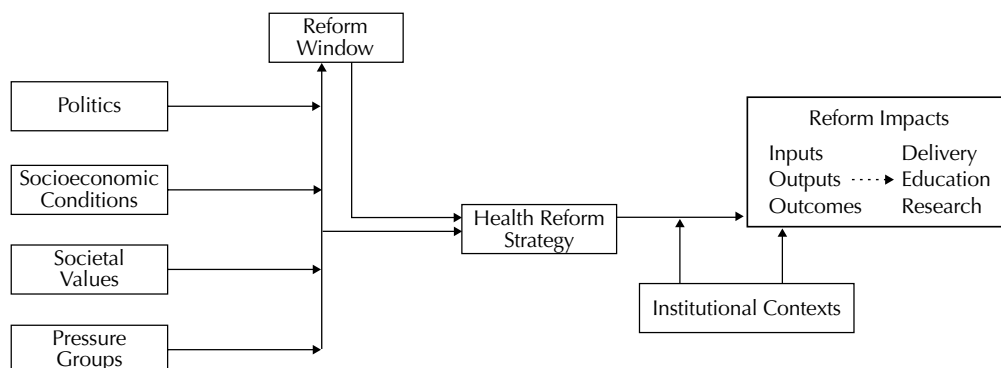 Reform
Window
Politics
Socioeconomic
Conditions
Societal
Values
Pressure
Groups
Health Reform
Strategy
Reform Impacts
Inputs Delivery
Outputs Education
Outcomes Research
Institutional Contexts